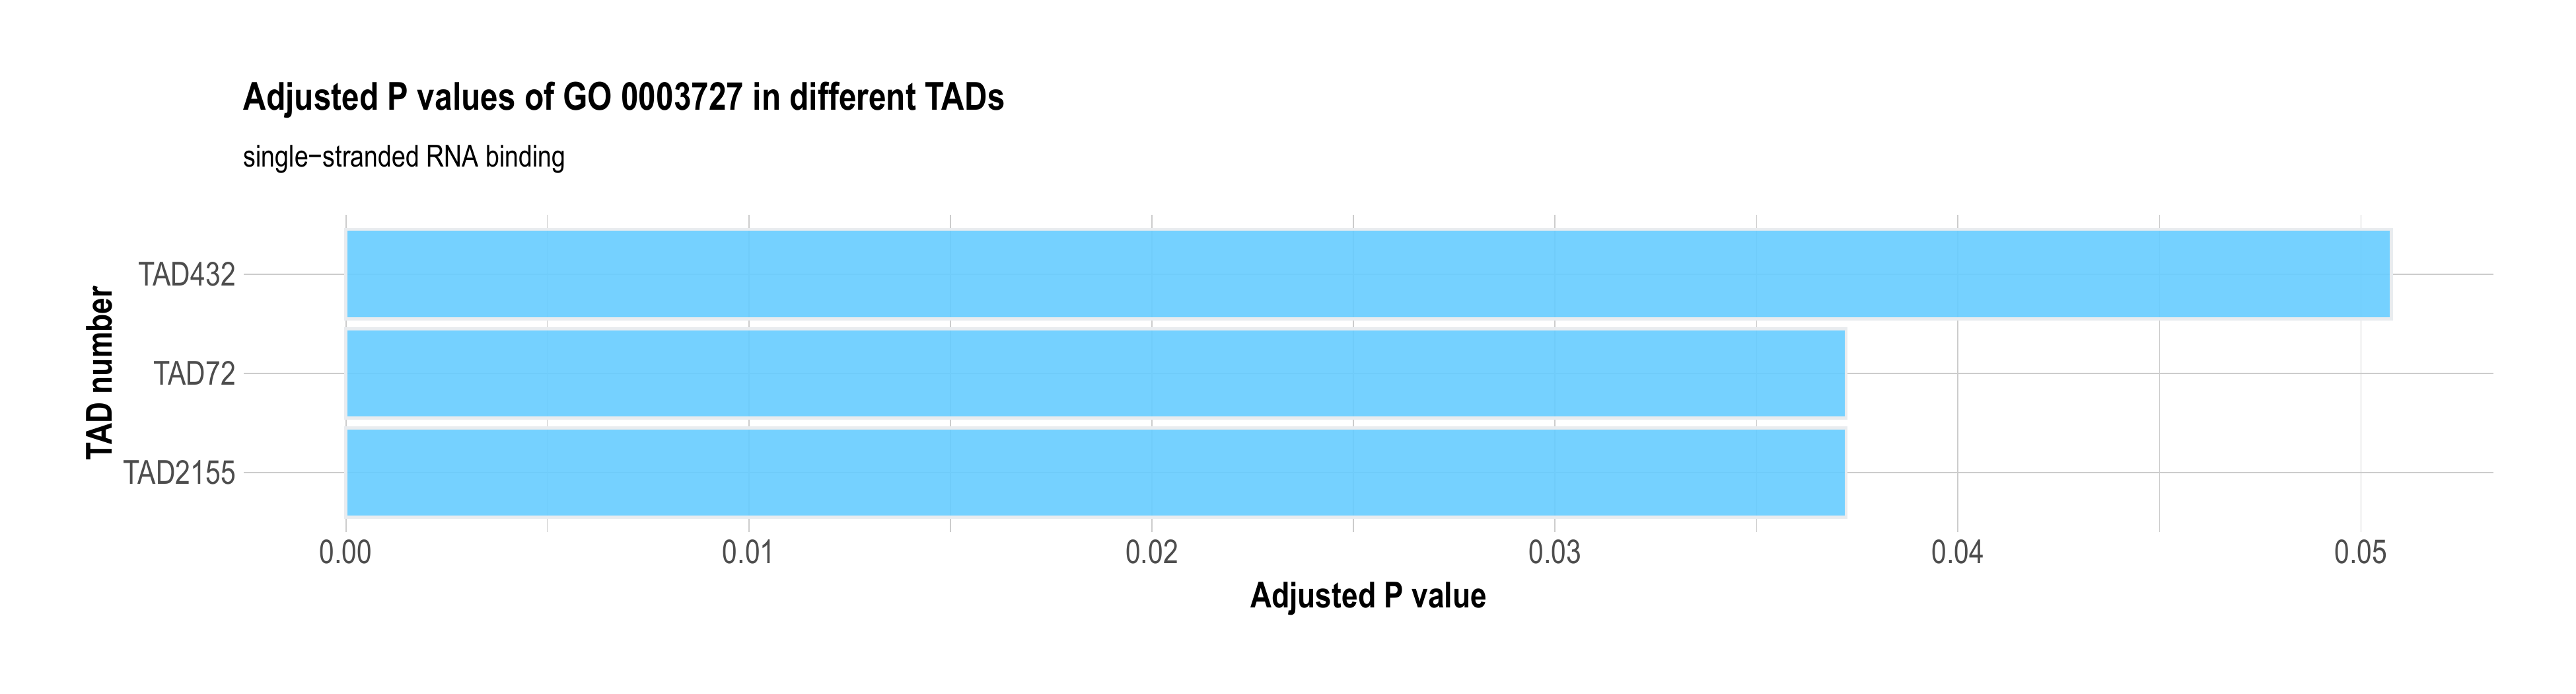 Adjusted P values of GO 0003727 in different TADs
single−stranded RNA binding
TAD number
TAD432
TAD72
TAD2155
0.00 0.01 0.02 0.03 0.04 0.05
Adjusted P value